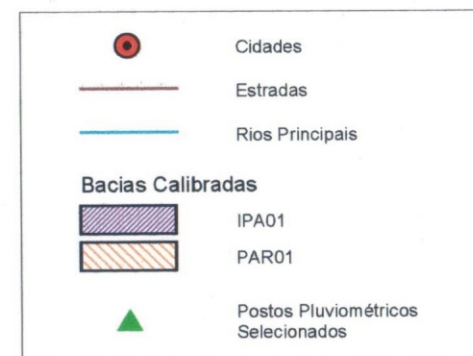 Cidades
Estradas
Rios Principais
Bacias Calibradas
IPA01
PAR01
Postos Pluviométricos
Selecionados